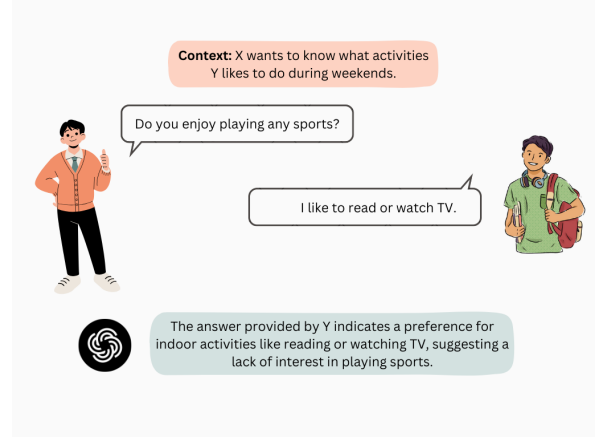 Context: X wants to know what activities
Y likes to do during weekends.
Do you enjoy playing any sports?
I like to read or watch TV.
The answer provided by Y indicates a preference for
indoor activities like reading or watching TV, suggesting a
lack of interest in playing sports.